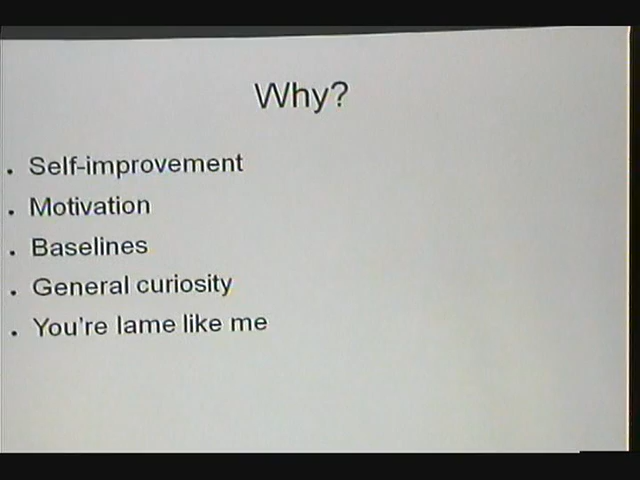 Why?
Self-improvement
Motivation
Baselines
General curiosity
You're lame like me